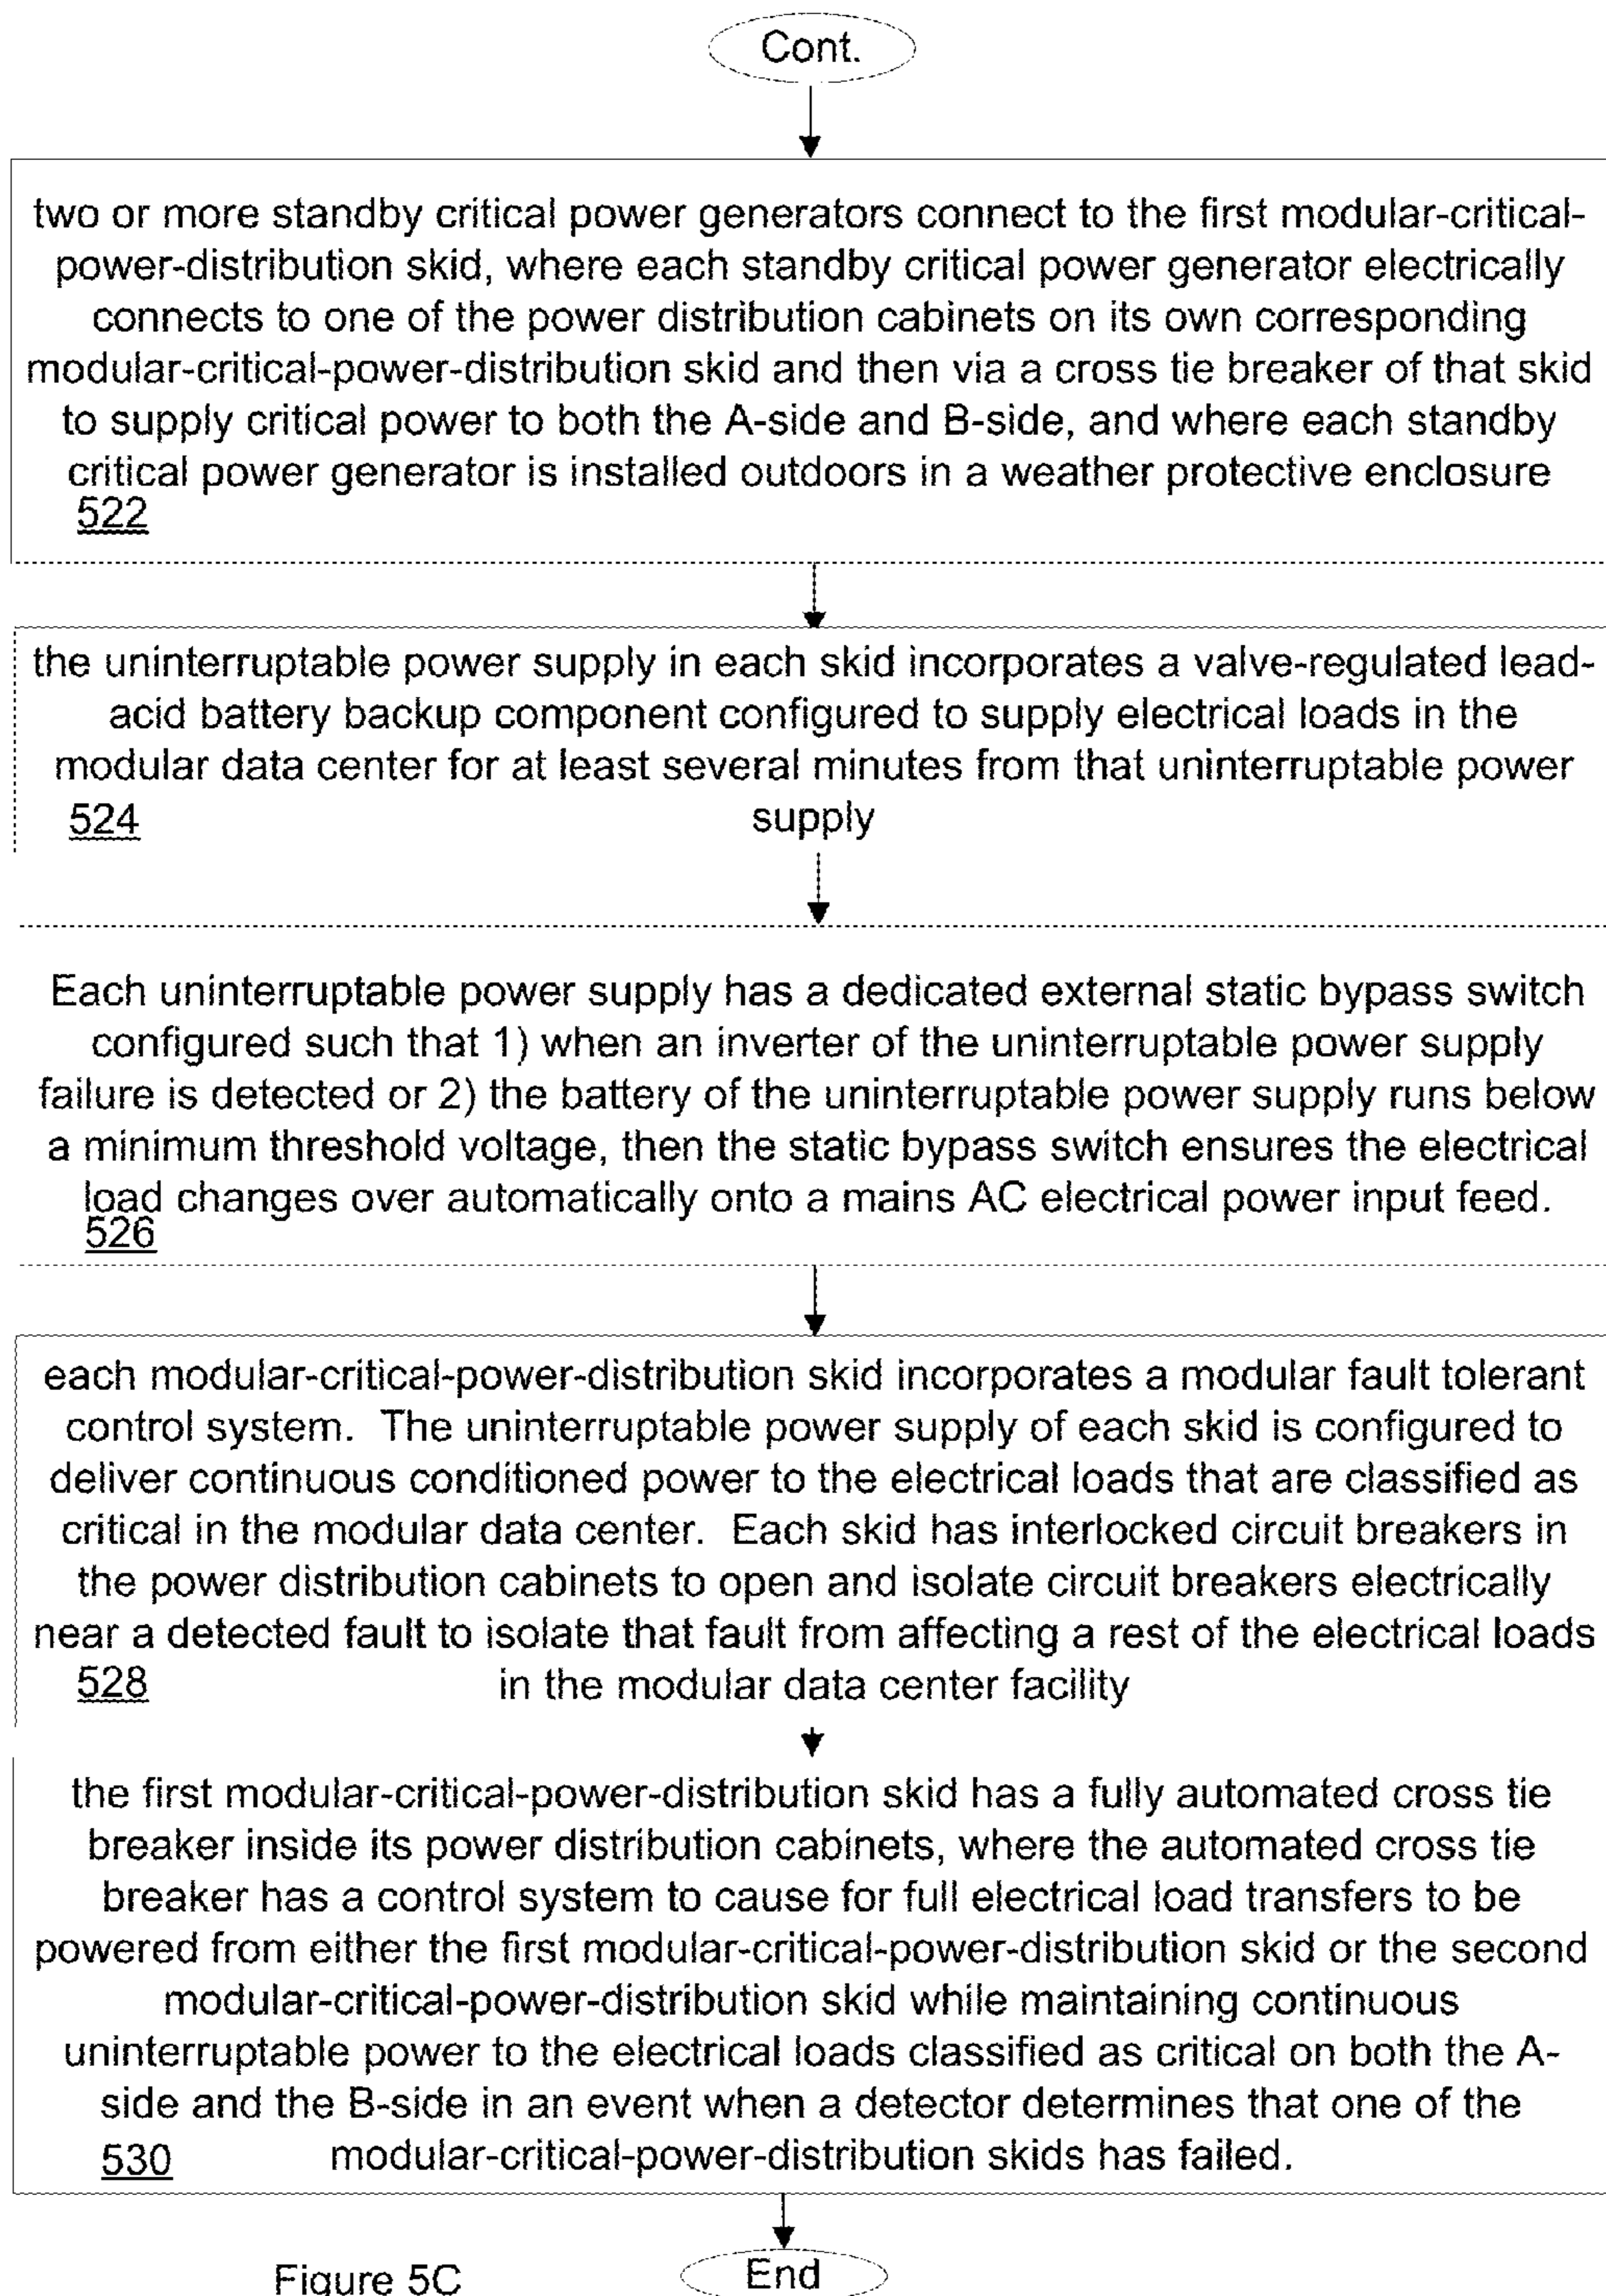 Cont.
two or more standby critical power generators connect to the first modular-critical-
power-distribution skid, where each standby critical power generator electrically
connects to one of the power distribution cabinets on its own corresponding
modular-critical-power-distribution skid and then via a cross tie breaker of that skid
to supply critical power to both the A-side and B-side, and where each standby
critical power generator is installed outdoors in a weather protective enclosure
522
the uninterruptable power supply in each skid incorporates a valve-regulated lead-
acid battery backup component configured to supply electrical loads in the
modular data center for at least several minutes from that uninterruptable power
524 supply
Each uninterruptable power supply has a dedicated external static bypass switch
configured such that 1) when an inverter of the uninterruptable power supply
failure is detected or 2) the battery of the uninterruptable power supply runs below
a minimum threshold voltage, then the static bypass switch ensures the electrical
load changes over automatically onto a mains AC electrical power input feed.
526
each modular-critical-power-distribution skid incorporates a modular fault tolerant
control system.  The uninterruptable power supply of each skid is configured to
deliver continuous conditioned power to the electrical loads that are classified as
critical in the modular data center.  Each skid has interlocked circuit breakers in
the power distribution cabinets to open and isolate circuit breakers electrically
near a detected fault to isolate that fault from affecting a rest of the electrical loads
528 in the modular data center facility
the first modular-critical-power-distribution skid has a fully automated cross tie
breaker inside its power distribution cabinets, where the automated cross tie
breaker has a control system to cause for full electrical load transfers to be
powered from either the first modular-critical-power-distribution skid or the second
modular-critical-power-distribution skid while maintaining continuous
uninterruptable power to the electrical loads classified as critical on both the A-
side and the B-side in an event when a detector determines that one of the
530 modular-critical-power-distribution skids has failed.
Figure 5C End